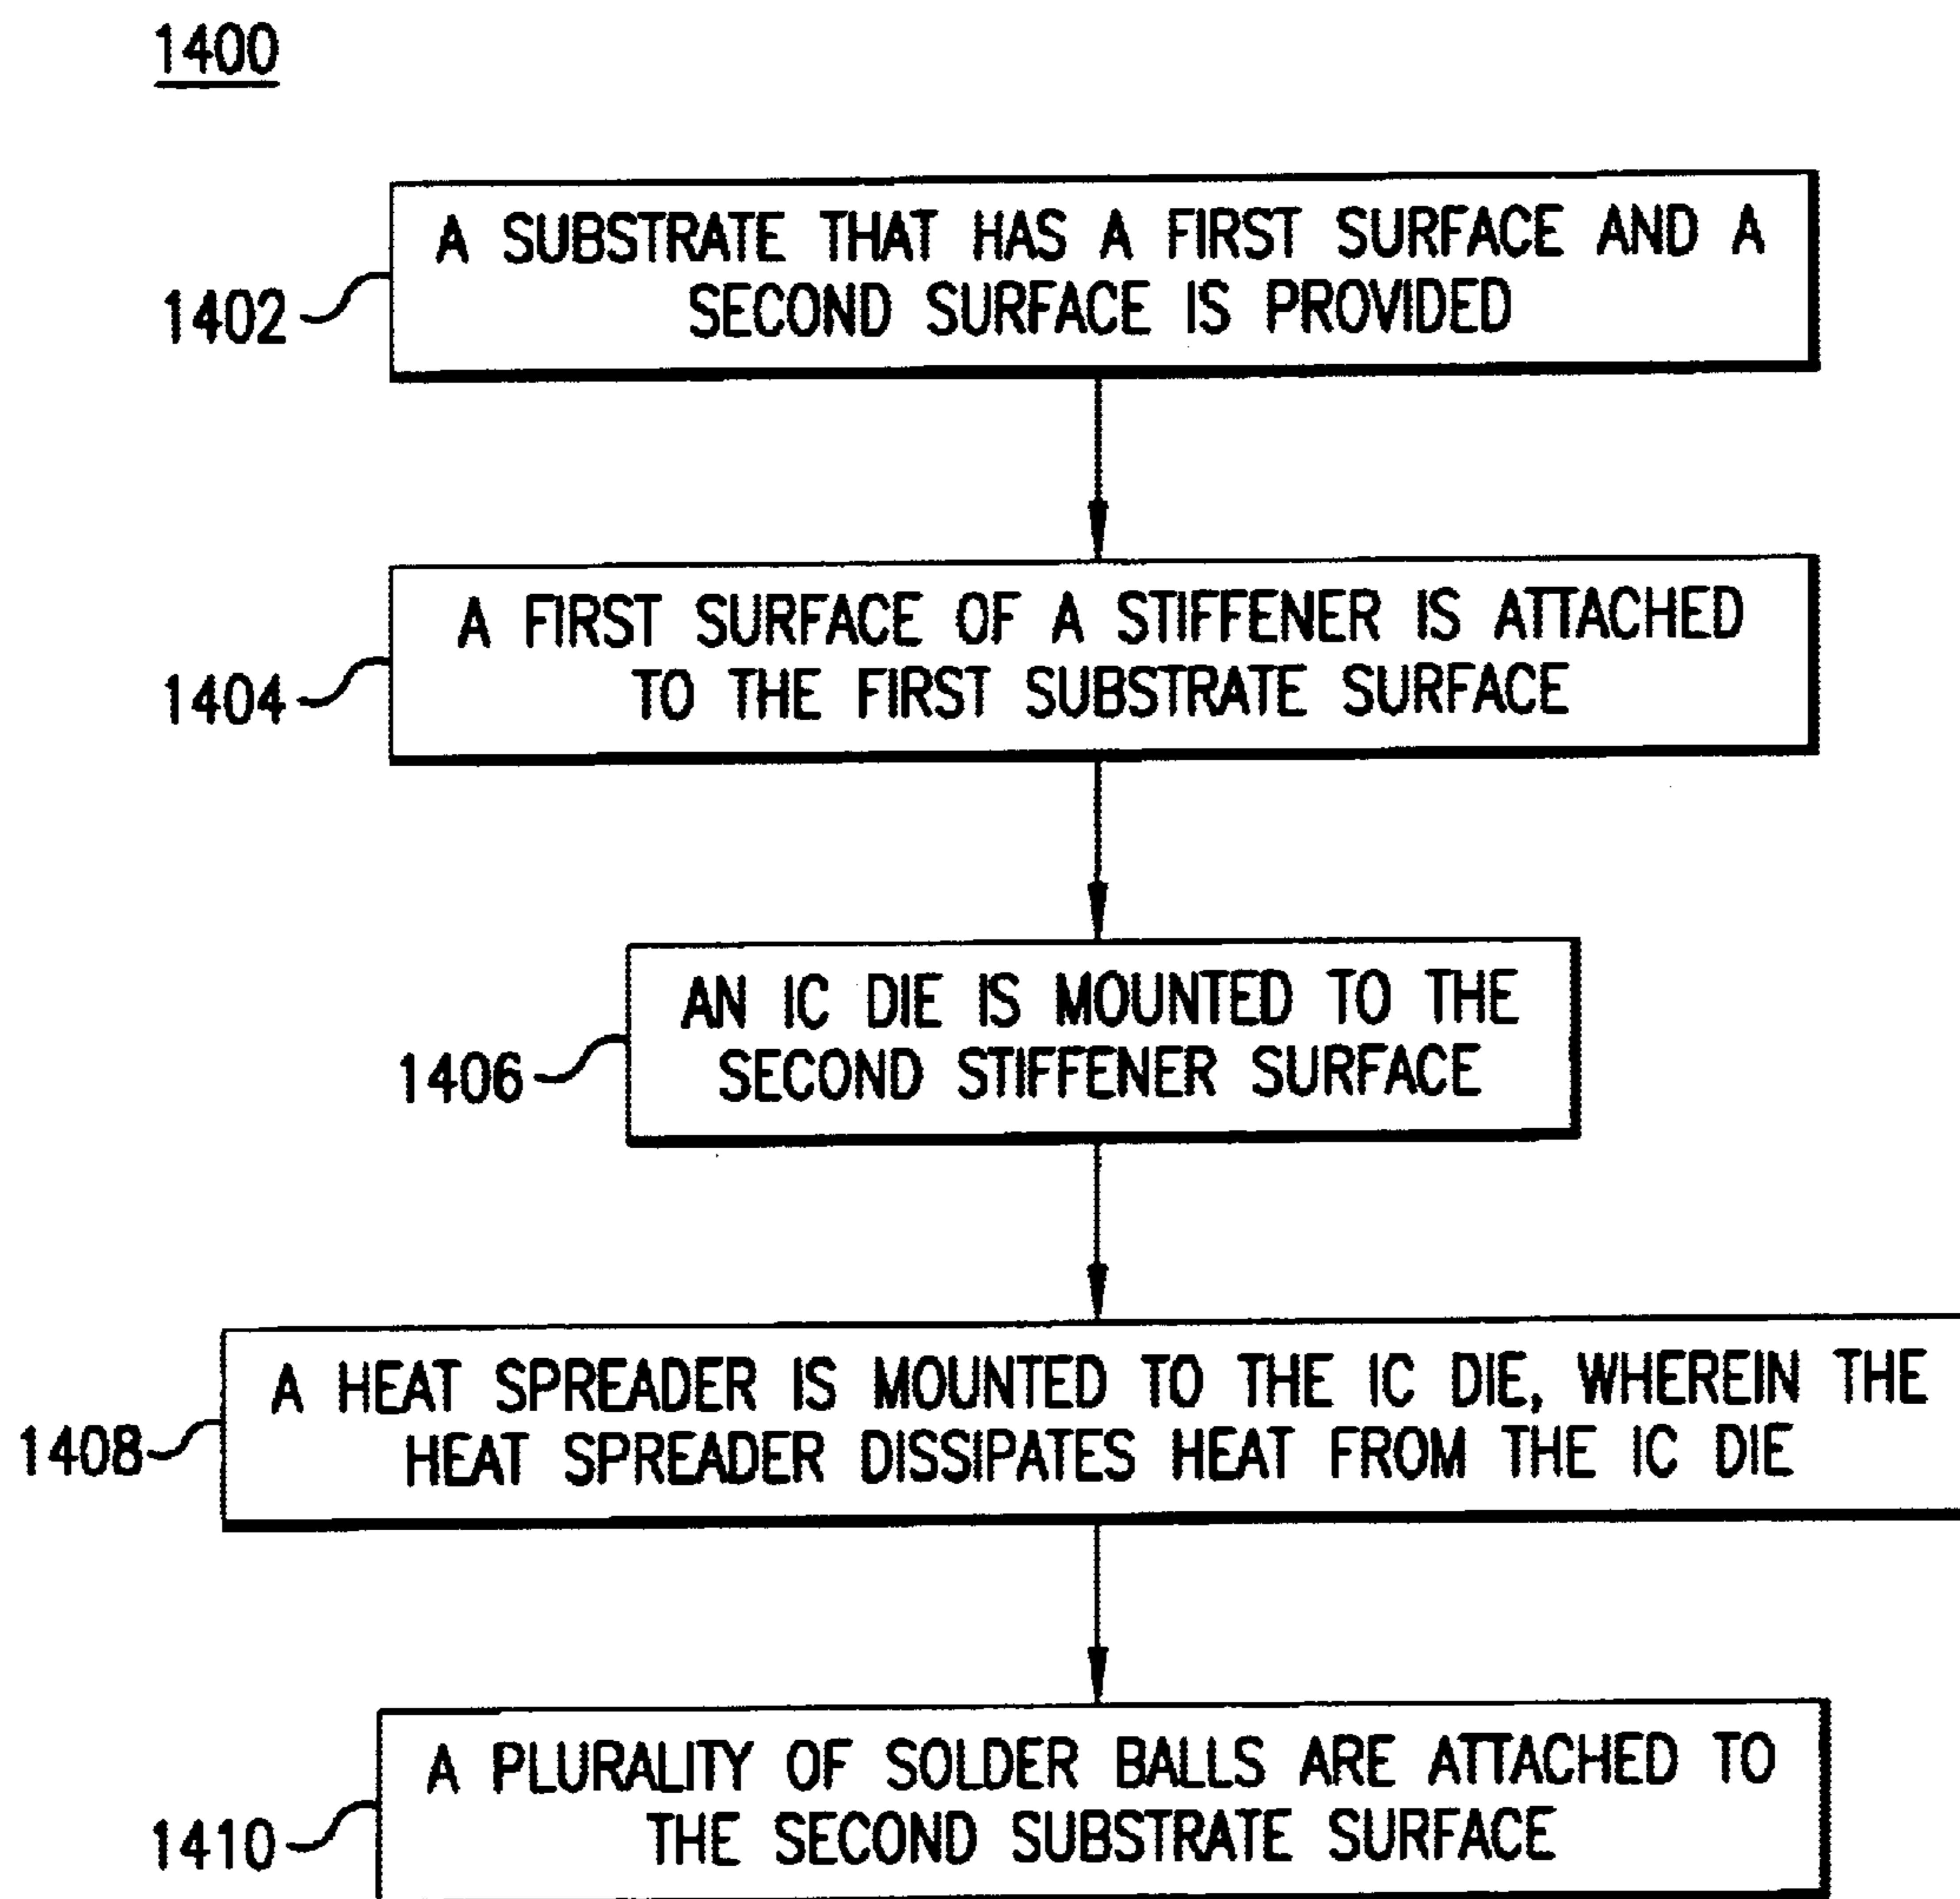 1400
A SUBSTRATE THAT HAS A FIRST SURFACE AND A
SECOND SURFACE IS PROVIDED
1402
A FIRST SURFACE OF A STIFFENER IS ATTACHED
TO THE FIRST SUBSTRATE SURFACE
1404
AN IC DIE IS MOUNTED TO THE
SECOND STIFFENER SURFACE
1406
A HEAT SPREADER IS MOUNTED TO THE IC DIE, WHEREIN THE
HEAT SPREADER DISSIPATES HEAT FROM THE IC DIE
1408
A PLURALITY OF SOLDER BALLS ARE ATTACHED TO
THE SECOND SUBSTRATE SURFACE
1410